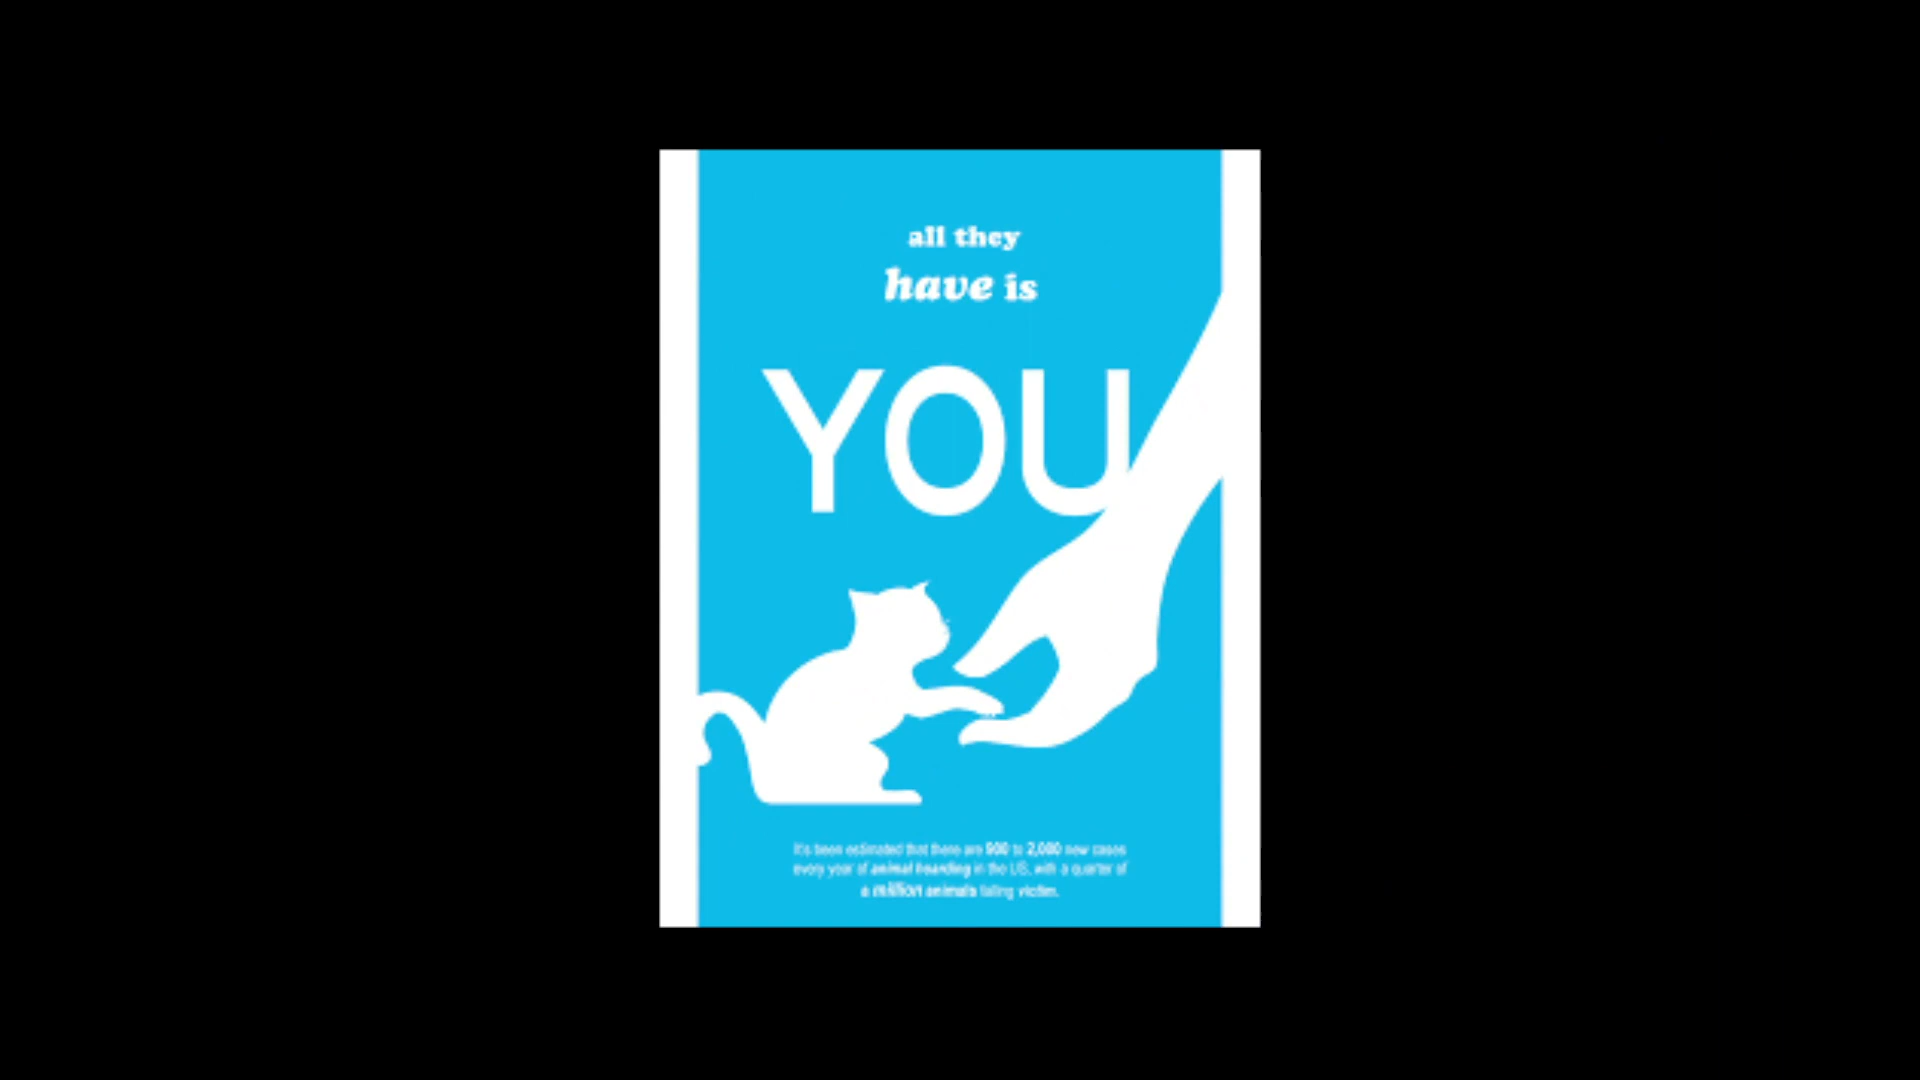 all they
have is
YOU
It's been estimated that there are 900 to 2,000 new cases
every year of animal hoarding in the US, with a quarter of
a million animals falling victim.